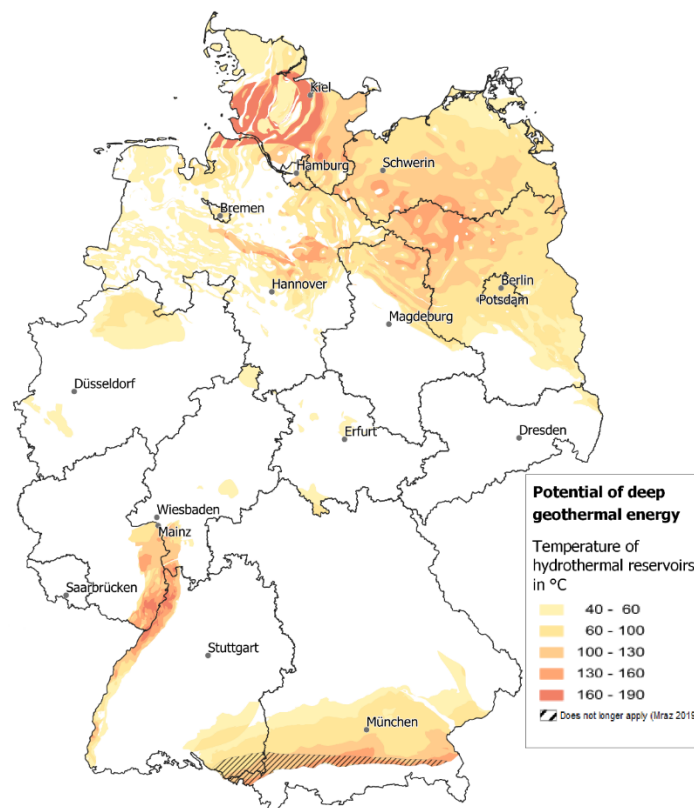 Kiel
Hamburg
Schwerin
Bremen
Hannover
Berlin
Potsdam
Magdeburg
Düsseldorf
Erfurt
Dresden
Wiesbaden
Mainz
Saarbrücken
Stuttgart
München
Potential of deep
geothermal energy
Temperature of
hydrothermal reservoirs
in °C
40 - 60
60 - 100
100 - 130
130 - 160
160 - 190
Does not longer apply (Mraz 2019